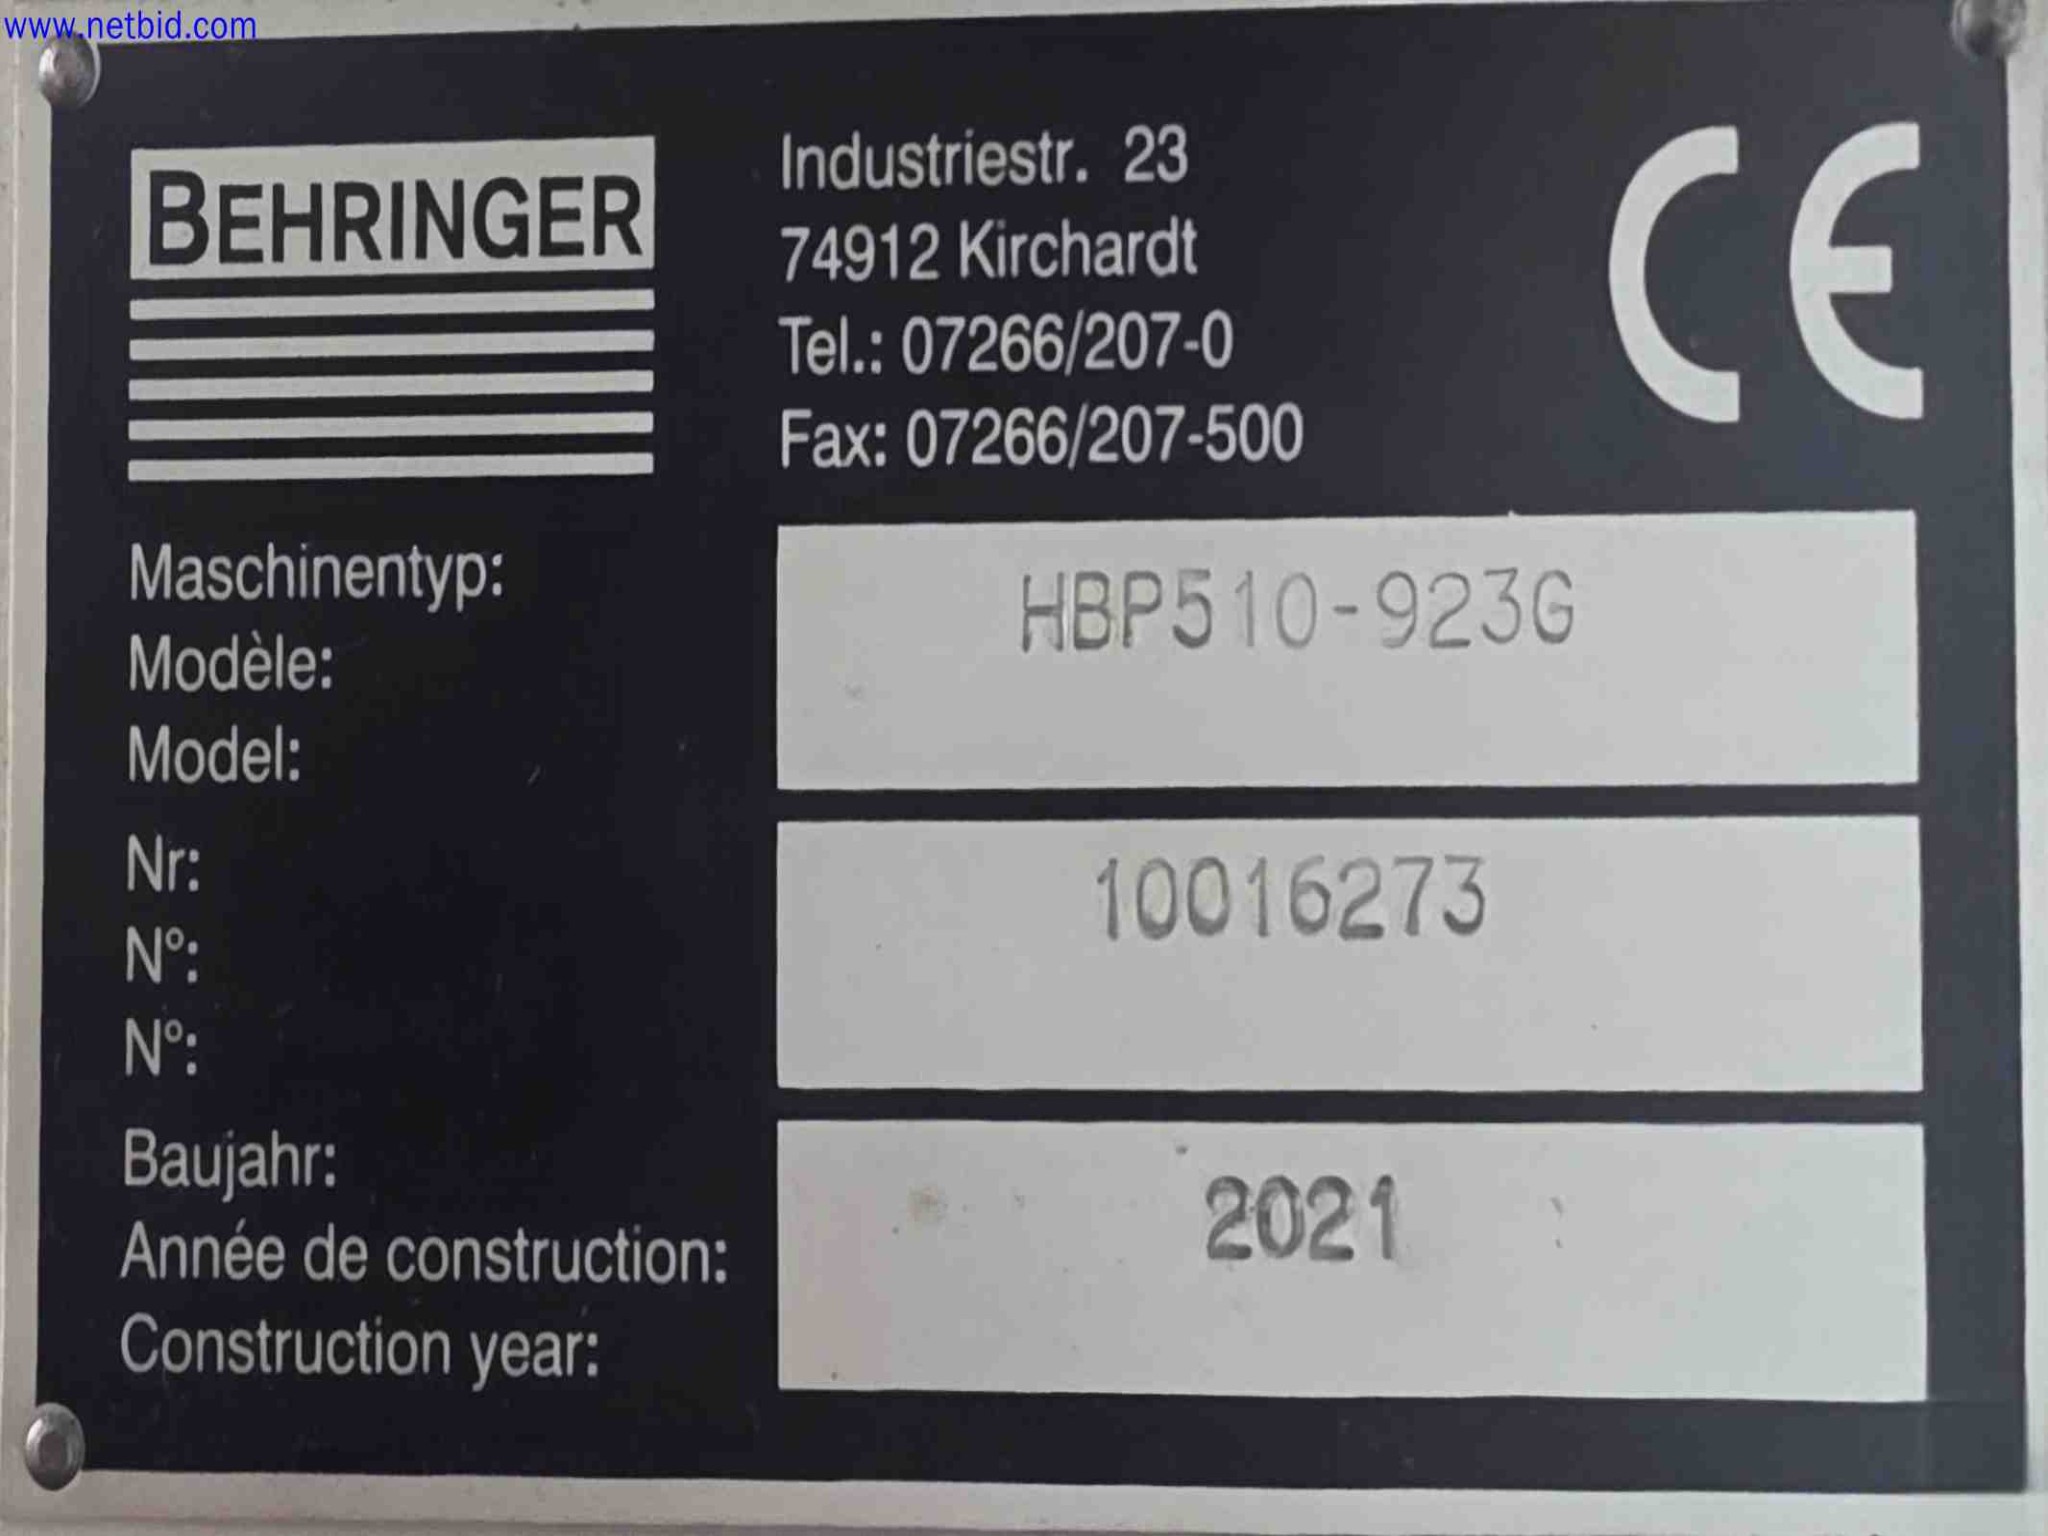 www.netbid.com
BEHRINGER
Industriestr. 23
74912 Kirchardt
Tel.: 07266/207-0
Fax: 07266/207-500
CE
Maschinentyp:
Modèle:
Model:
HBP510-923G
Nr:
N°:
N°:
10016273
Baujahr:
Année de construction:
Construction year:
2021